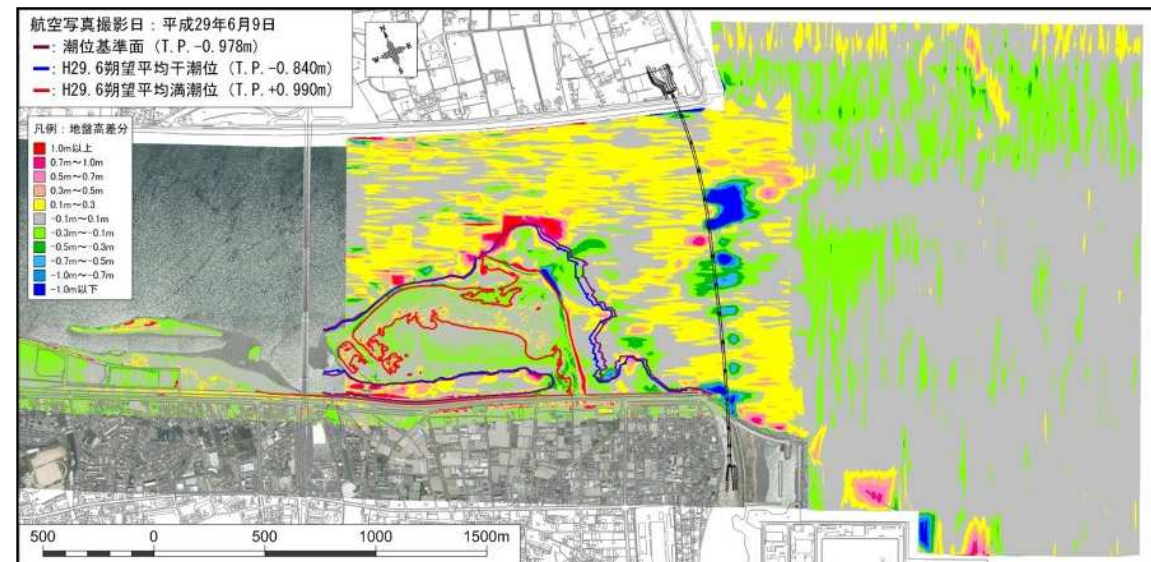 航空写真撮影日：平成29年6月9日
━：潮位基準面（T.P.-0.978m）
━：H29.6朔望平均干潮位（T.P.-0.840m）
━：H29.6朔望平均満潮位（T.P.+0.990m）
凡例：地盤高差分
1.0m以上
0.7m～1.0m
0.5m～0.7m
0.3m～0.5m
0.1m～0.3
-0.1m～0.1m
-0.3m～-0.1m
-0.5m～-0.3m
-0.7m～-0.5m
-1.0m～-0.7m
-1.0m以下
500 0 500 1000 1500m